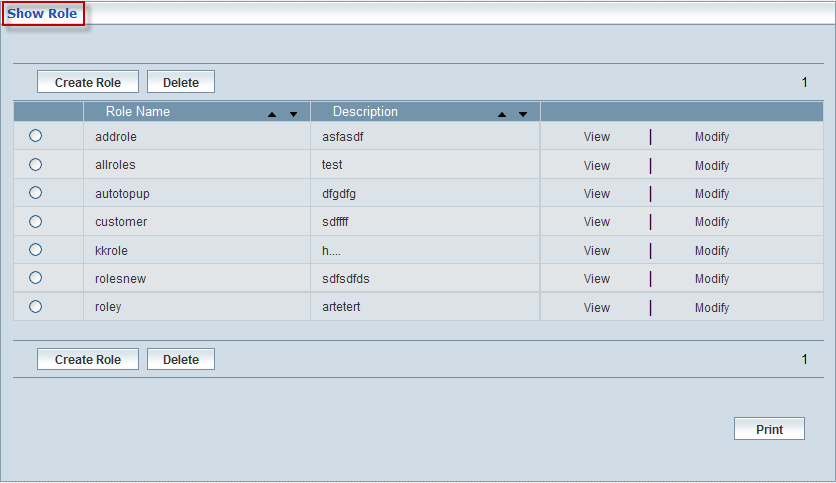 Show Role
Create Role Delete 1
Role Name Description
addrole asfasdf View Modify
allroles test View Modify
autotopup dfgdfg View Modify
customer sdffff View Modify
kkrole h.... View Modify
rolesnew sdfsdfds View Modify
roley artetert View Modify
Create Role Delete 1
Print